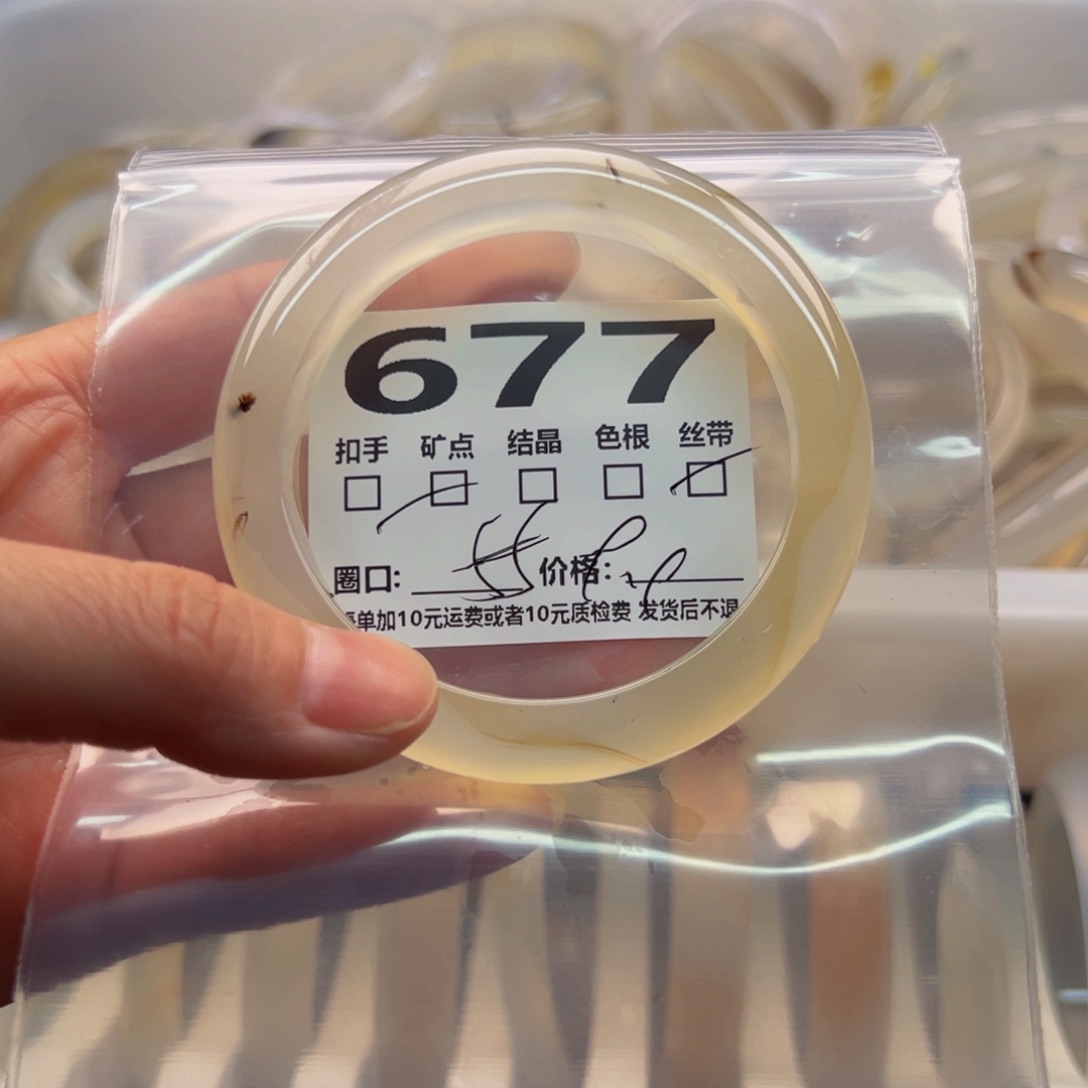 677
扣手 矿点 结晶 色根 丝带
圈口: 价格:
单加10元运费或者10元质检费 发货后不退